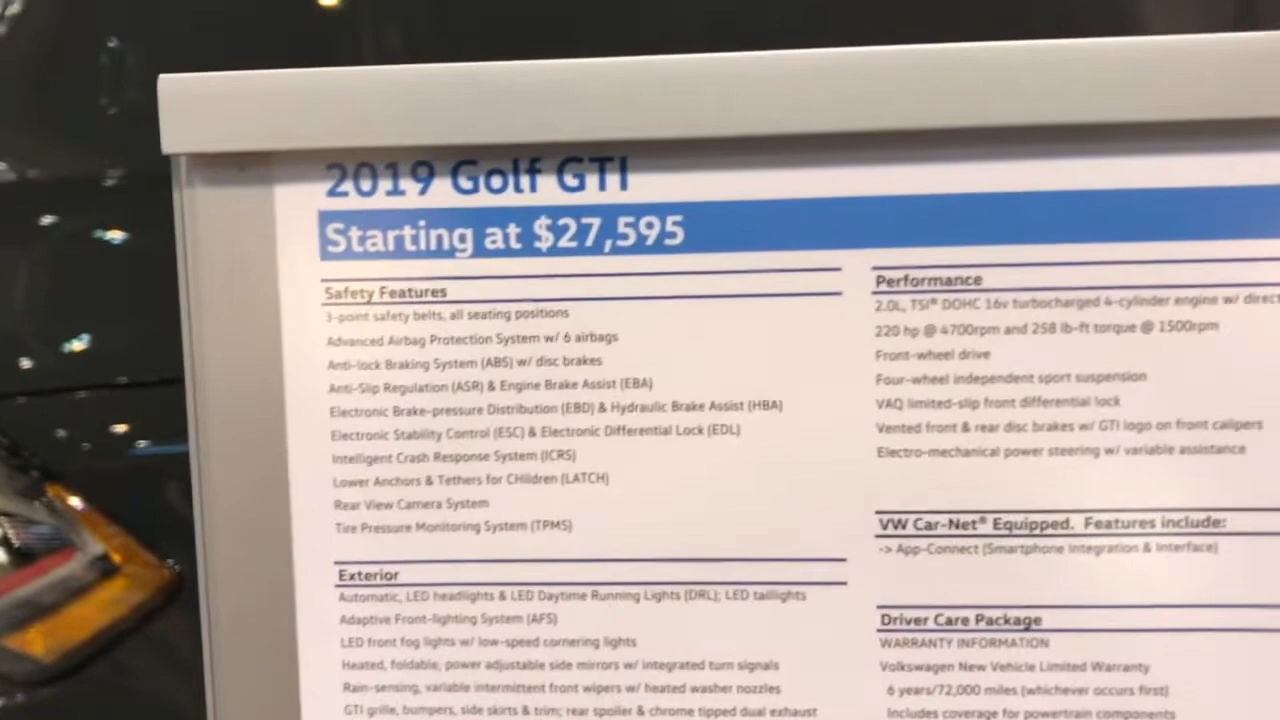 2019 Golf GTI
Starting at $27,595
Safety Features
3-point safety belts, all seating positions
Advanced Airbag Protection System w/ 6 airbags
Anti-lock Braking System (ABS) w/ disc brakes
Anti-Slip Regulation (ASR) & Engine Brake Assist (EBA)
Electronic Brake-pressure Distribution (EBD) & Hydraulic Brake Assist (HBA)
Electronic Stability Control (ESC) & Electronic Differential Lock (EDL)
Intelligent Crash Response System (ICRS)
Lower Anchors & Tethers for CHildren (LATCH)
Rear View Camera System
Tire Pressure Monitoring System (TPMS)
Exterior
Automatic, LED headlights & LED Daytime Running Lights (DRL); LED taillights
Adaptive Front-lighting System (AFS)
LED front fog lights w/ low-speed cornering lights
Heated, foldable, power adjustable side mirrors w/ integrated turn signals
Rain-sensing, variable intermittent front wipers w/ heated washer nozzles
GTI grille, bumpers, side skirts & trim; rear spoiler & chrome tipped dual exhaust
Performance
2.0L, TSI® DOHC 16v turbocharged 4-cylinder engine w/ direct
220 hp @ 4700rpm and 258 lb-ft torque @ 1500rpm
Front-wheel drive
Four-wheel independent sport suspension
VAQ limited-slip front differential lock
Vented front & rear disc brakes w/ GTI logo on front calipers
Electro-mechanical power steering w/ variable assistance
VW Car-Net® Equipped. Features include:
-> App-Connect (Smartphone Integration & Interface)
Driver Care Package
WARRANTY INFORMATION
Volkswagen New Vehicle Limited Warranty
6 years/72,000 miles (whichever occurs first)
Includes coverage for powertrain components